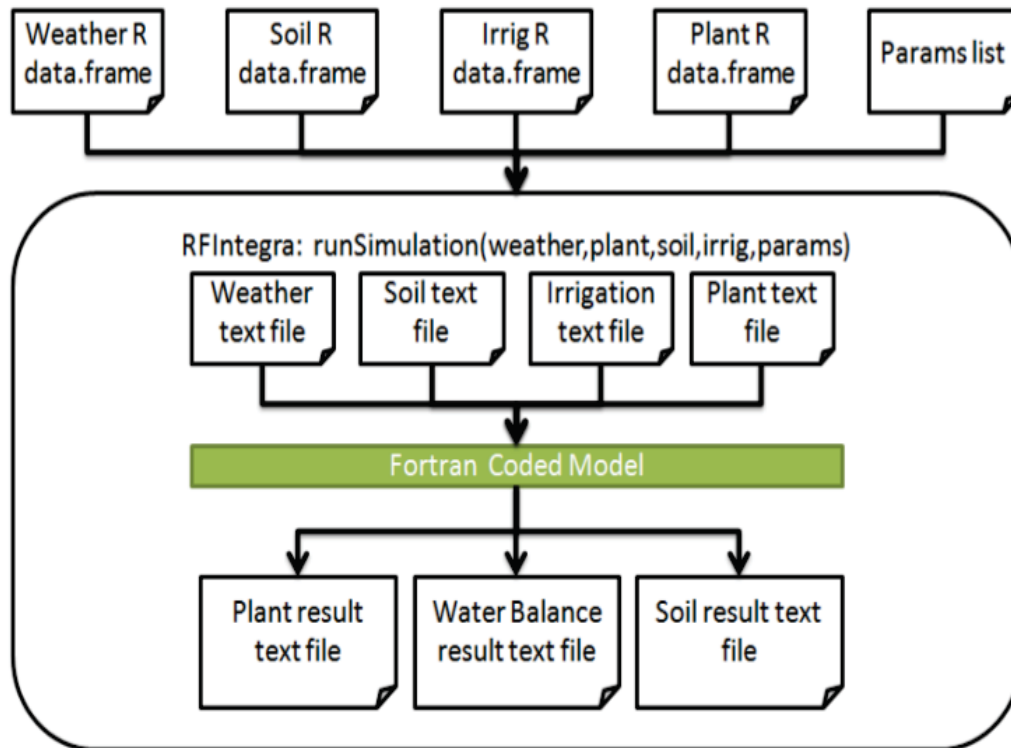 Weather R
data.frame
Soil R
data.frame
Irrig R
data.frame
Plant R
data.frame
Params list
RFIntegra: runSimulation(weather,plant,soil,irrig,params)
Weather
text file
Soil text
file
Irrigation
text file
Plant text
file
Fortran Coded Model
Plant result
text file
Water Balance
result text file
Soil result text
file